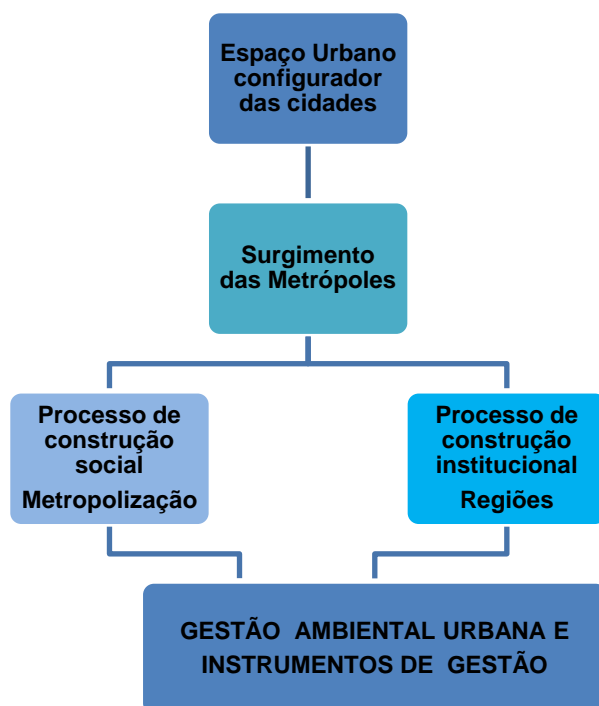 Espaço Urbano
configurador
das cidades
Surgimento
das Metrópoles
Processo de
construção
social
Metropolização
Processo de
construção
institucional
Regiões
GESTÃO AMBIENTAL URBANA E
INSTRUMENTOS DE GESTÃO